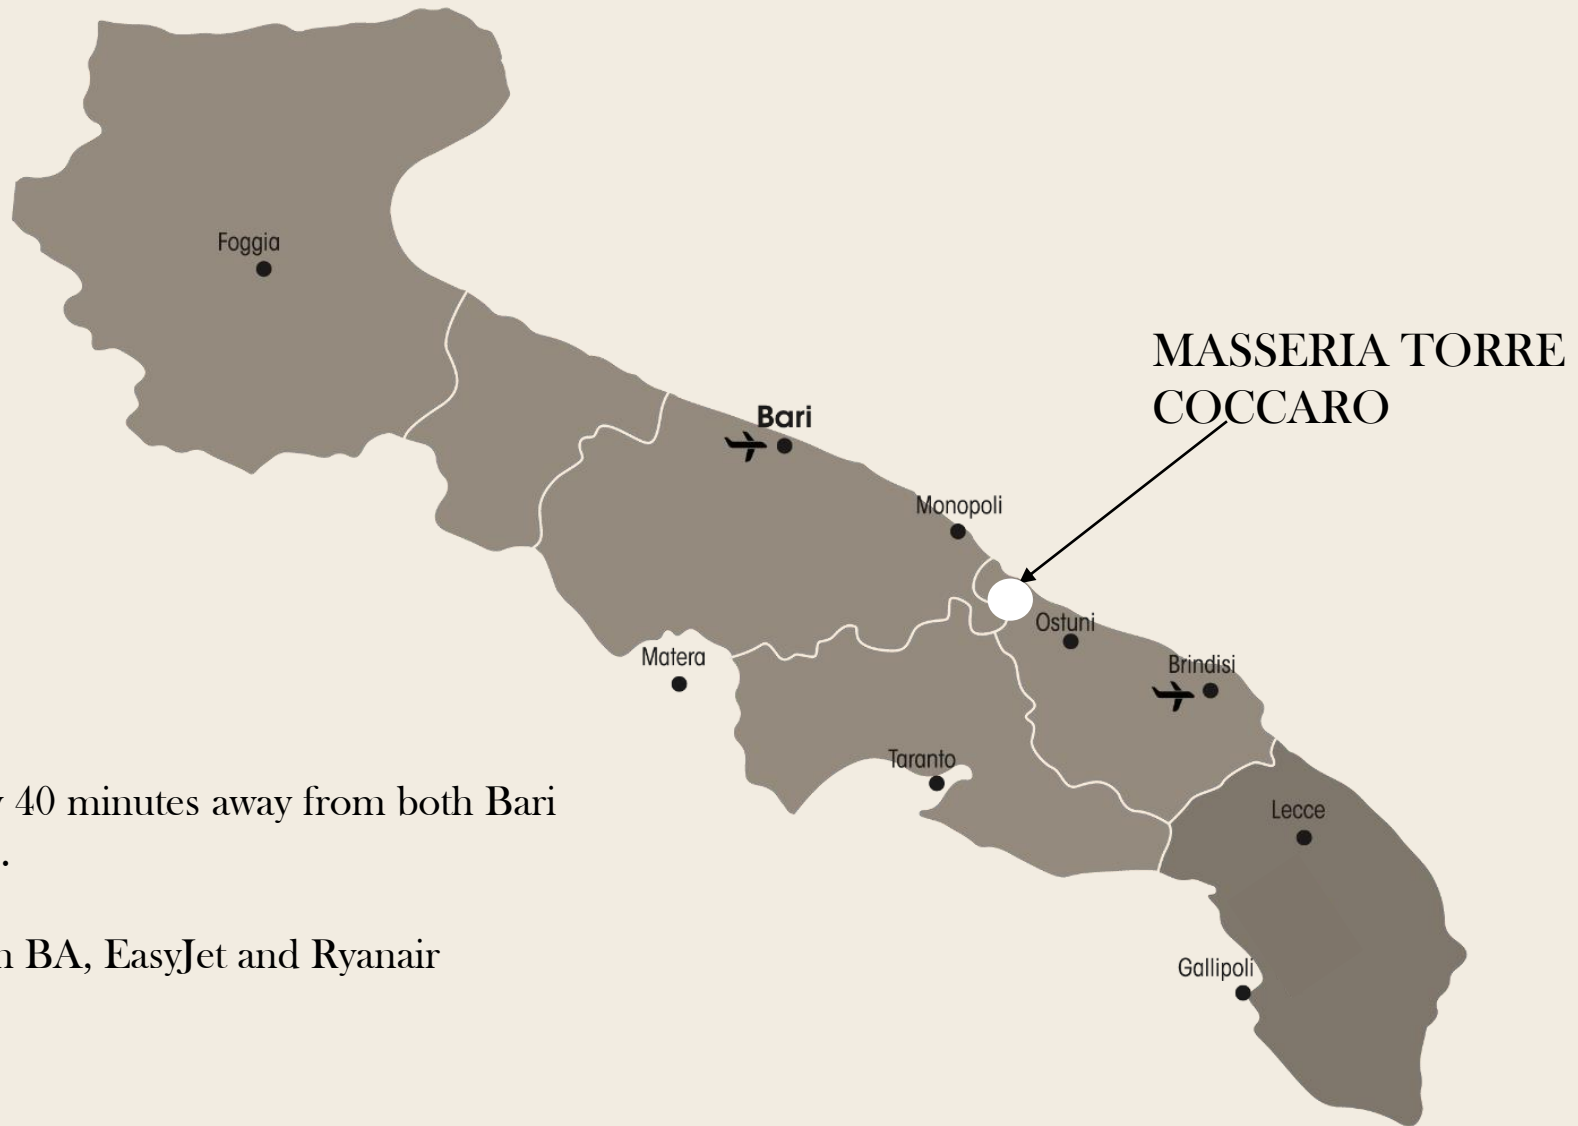 Foggia
MASSERIA TORRE
COCCARO
Bari
Monopoli
Ostuni
Matera
Brindisi
Taranto
40 minutes away from both Bari
.
Lecce
BA, EasyJet and Ryanair
Gallipoli